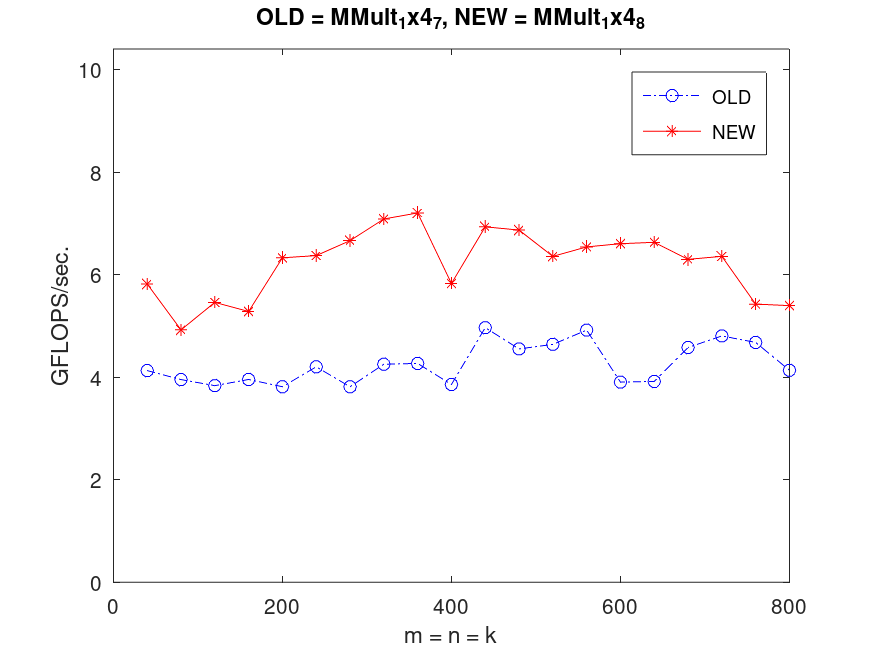 OLD = MMult₁x4₇, NEW = MMult₁x4₈
10
OLD
NEW
8
6
GFLOPS/sec.
4
2
0
0 200 400 600 800
m = n = k